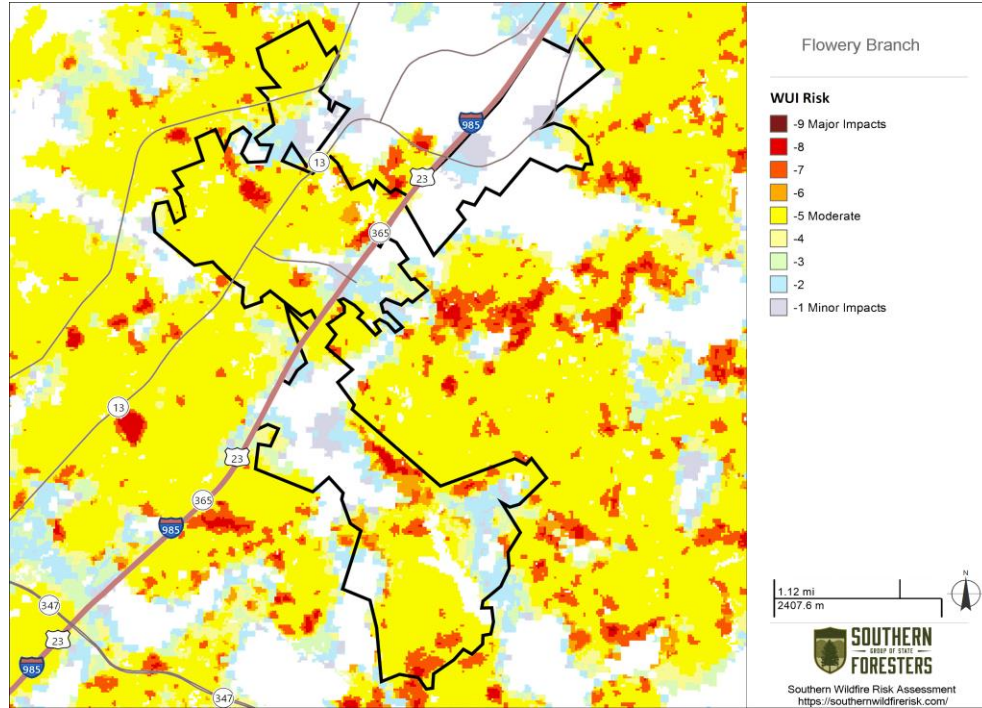 Flowery Branch
WUI Risk
-9 Major Impacts
-8
-7
-6
-5 Moderate
-4
-3
-2
-1 Minor Impacts
985
13
23
365
13
23
365
985
347
23
985
347
N
1.12 mi
2407.6 m
SOUTHERN
GROUP OF STATE
FORESTERS
Southern Wildfire Risk Assessment
https://southernwildfirerisk.com/